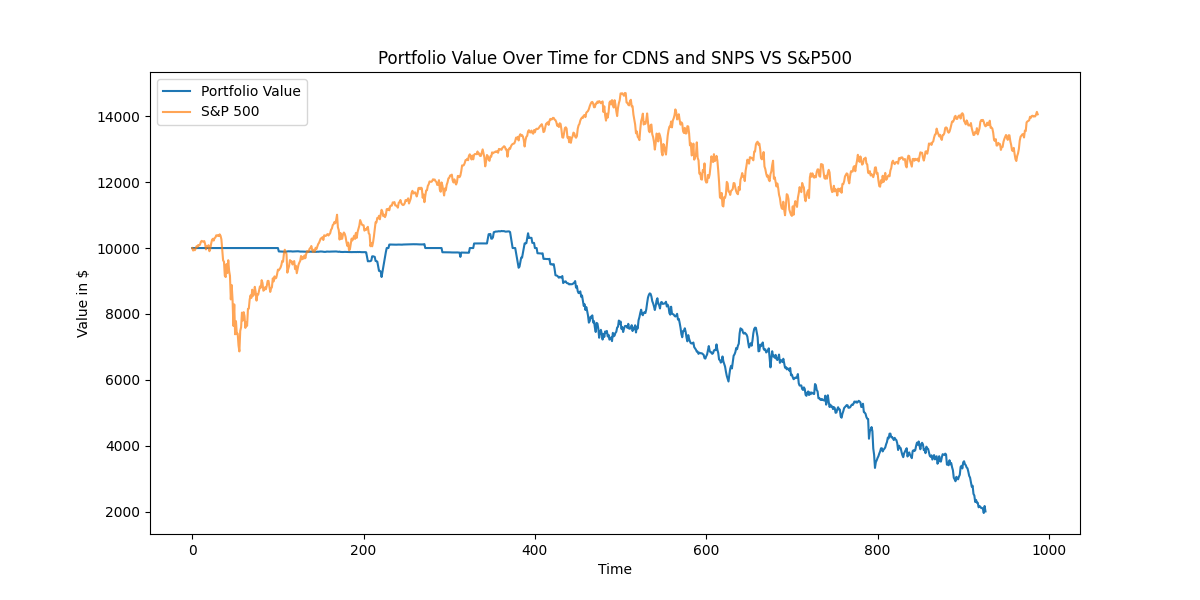 Portfolio Value Over Time for CDNS and SNPS VS S&P500
Portfolio Value
S&P 500
Value in $
14000
12000
10000
8000
6000
4000
2000
0
200
400
600
800
1000
Time